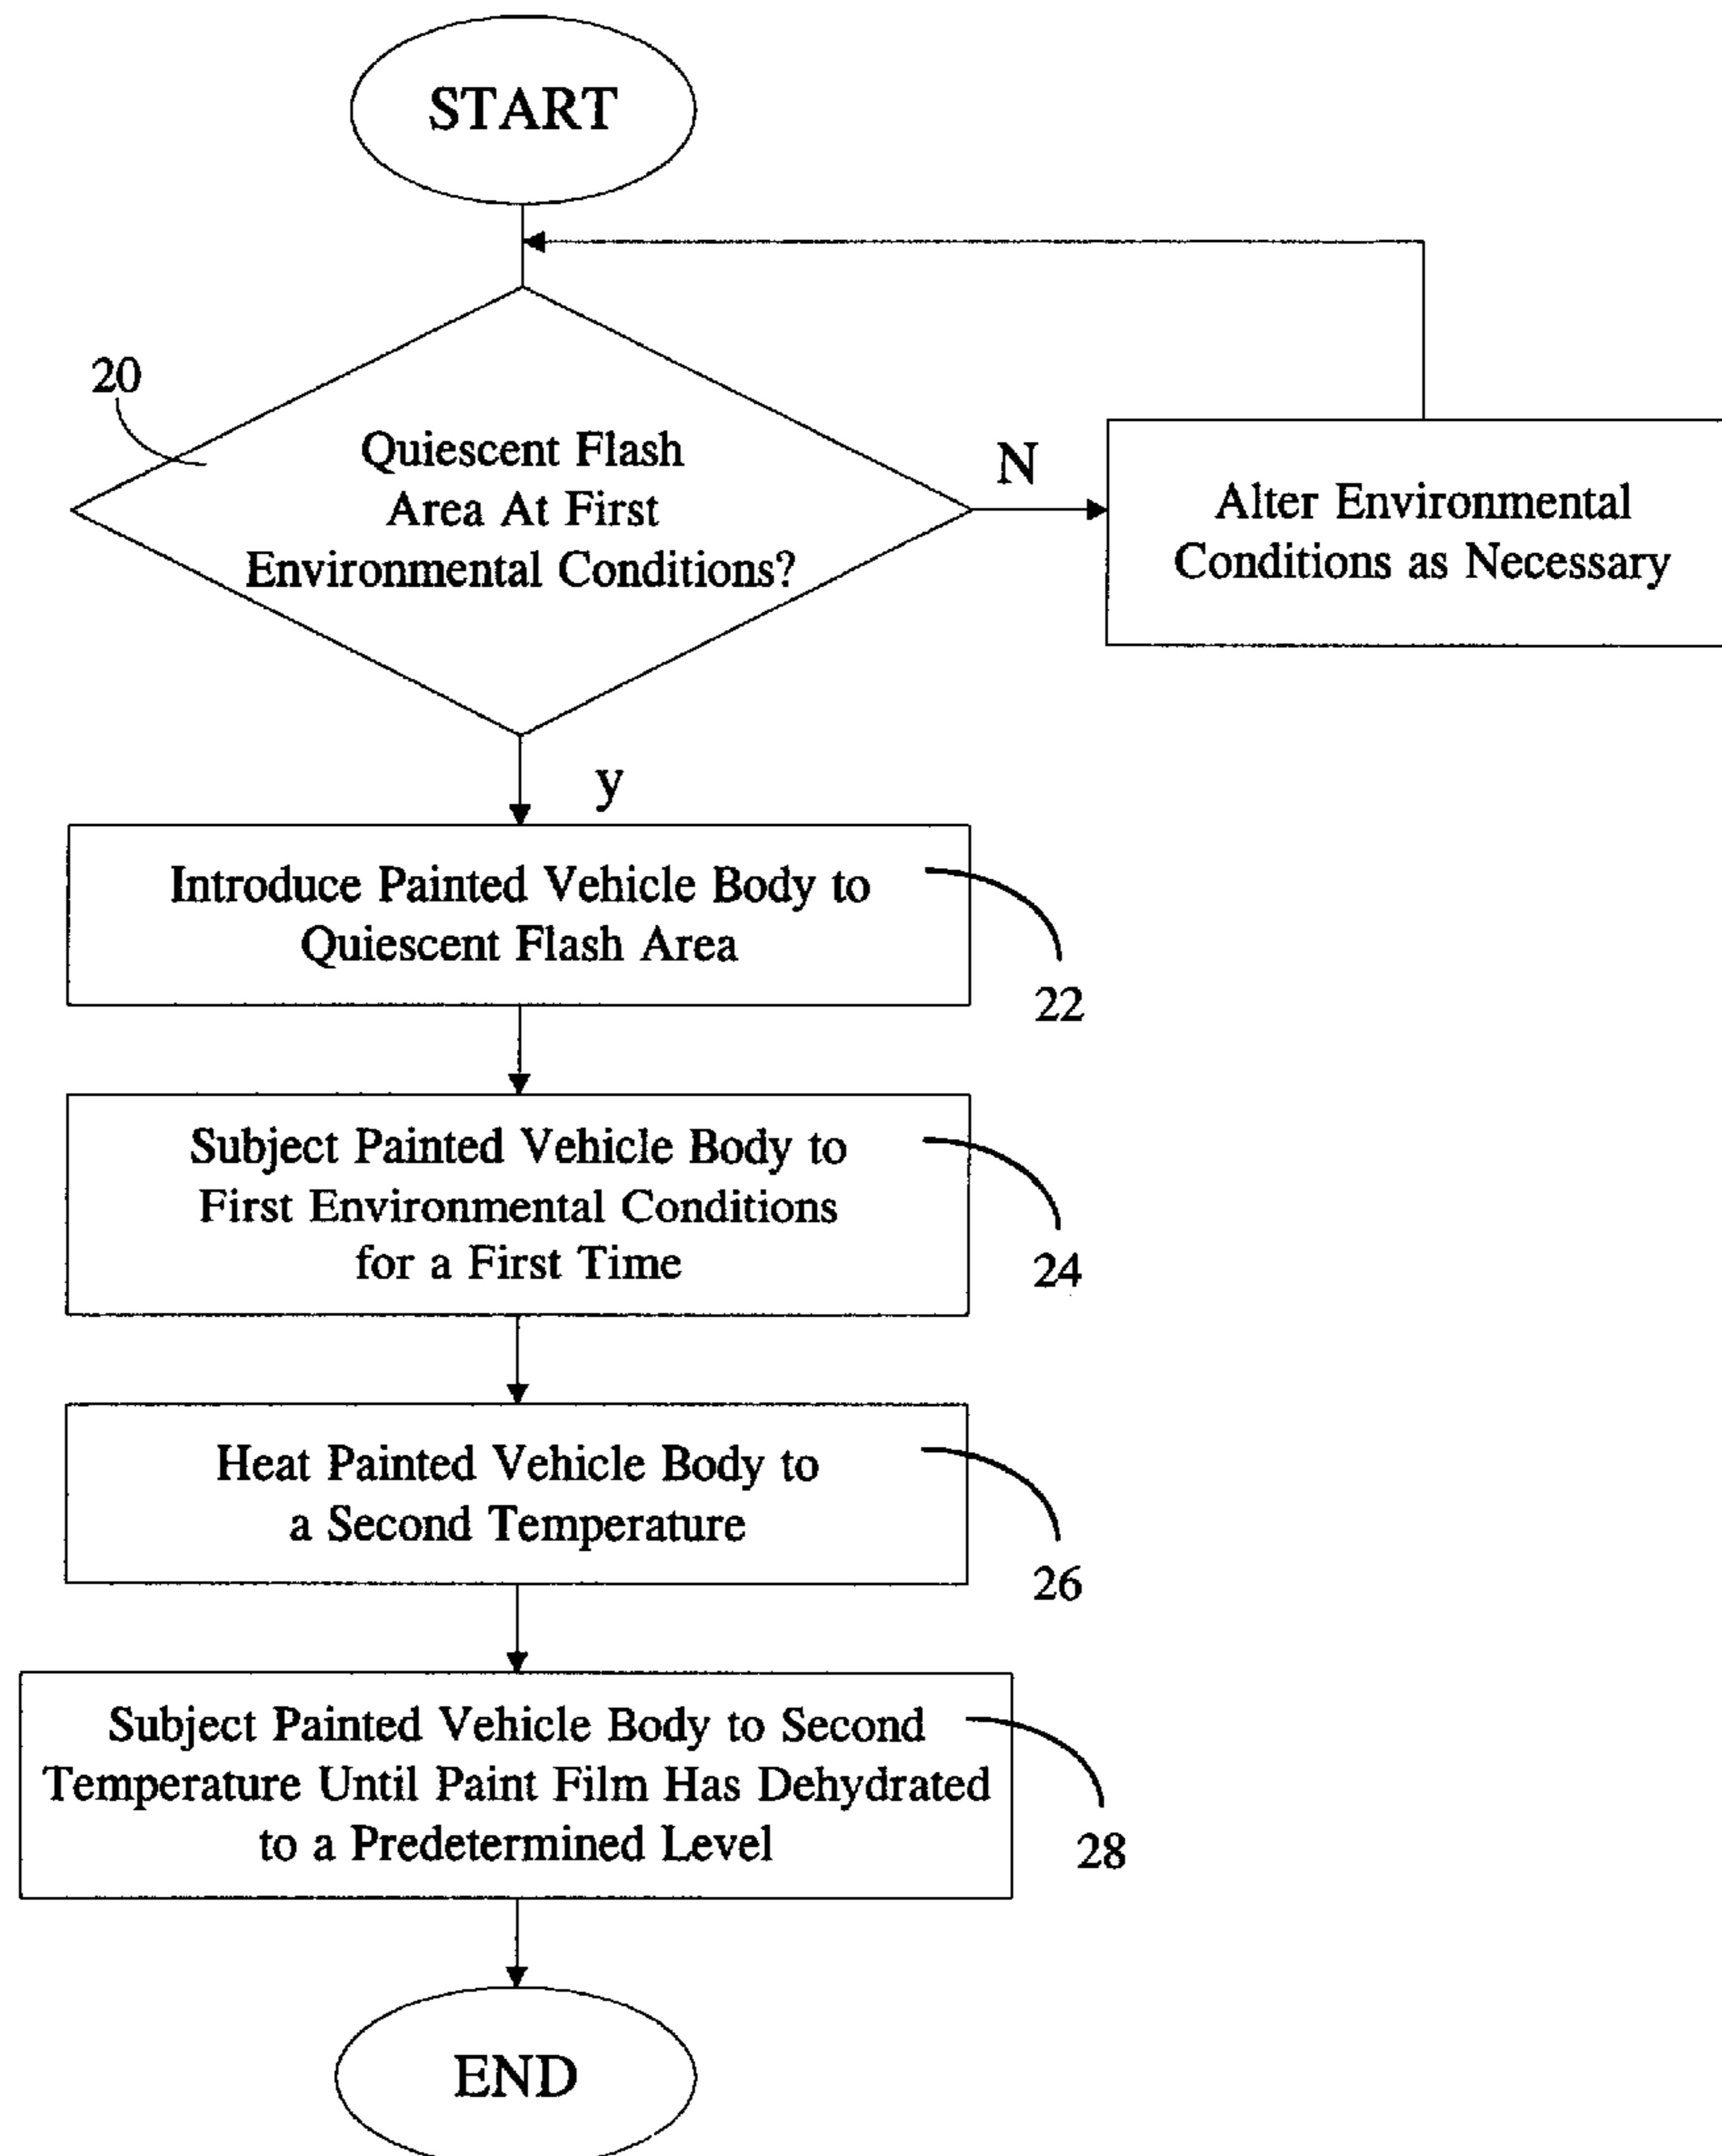 START
20
Quiescent Flash
Area At First
Environmental Conditions?
N
Alter Environmental
Conditions as Necessary
y
Introduce Painted Vehicle Body to
Quiescent Flash Area
22
Subject Painted Vehicle Body to
First Environmental Conditions
for a First Time
24
Heat Painted Vehicle Body to
a Second Temperature
26
Subject Painted Vehicle Body to Second
Temperature Until Paint Film Has Dehydrated
to a Predetermined Level
28
END